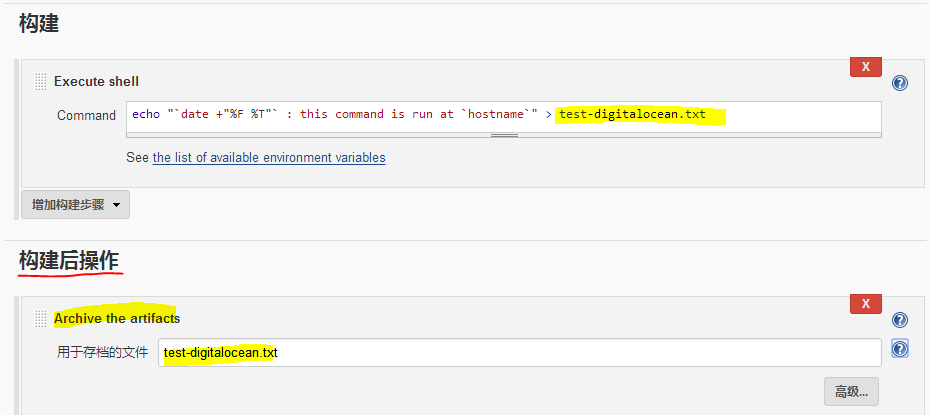 构建
X
Execute shell
?
Command
echo "`date +"%F %T"` : this command is run at `hostname`" > test-digitalocean.txt
See the list of available environment variables
增加构建步骤
构建后操作
X
Archive the artifacts
?
用于存档的文件
test-digitalocean.txt
?
高级...